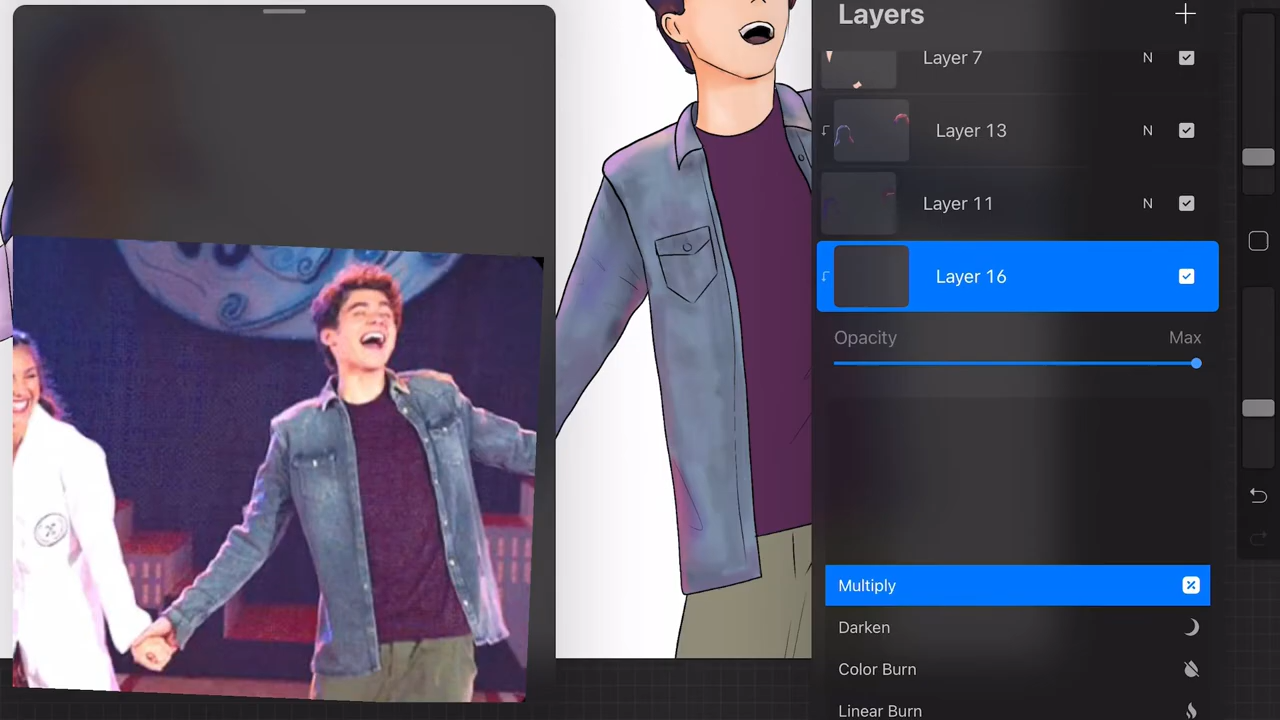 Layers
Layer 7 N
Layer 13 N
Layer 11 N
Layer 16
Opacity Max
Multiply
Darken
Color Burn
Linear Burn